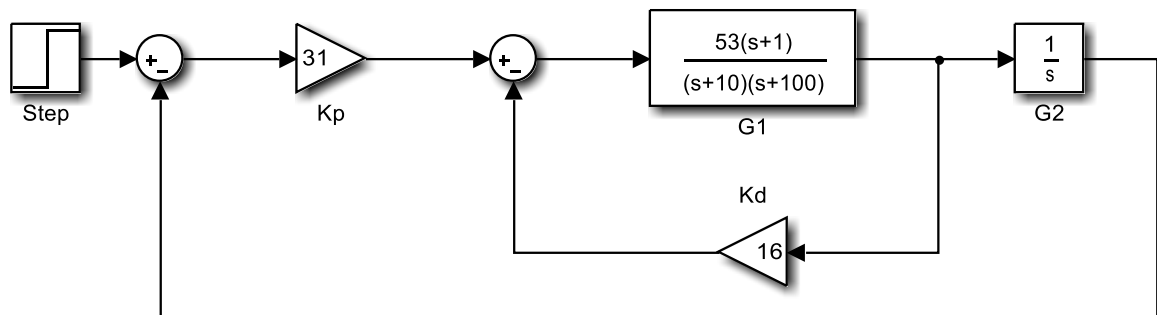 Step
+
-
31
Kp
+
-
53(s+1)
(s+10)(s+100)
G1
1
s
G2
Kd
16